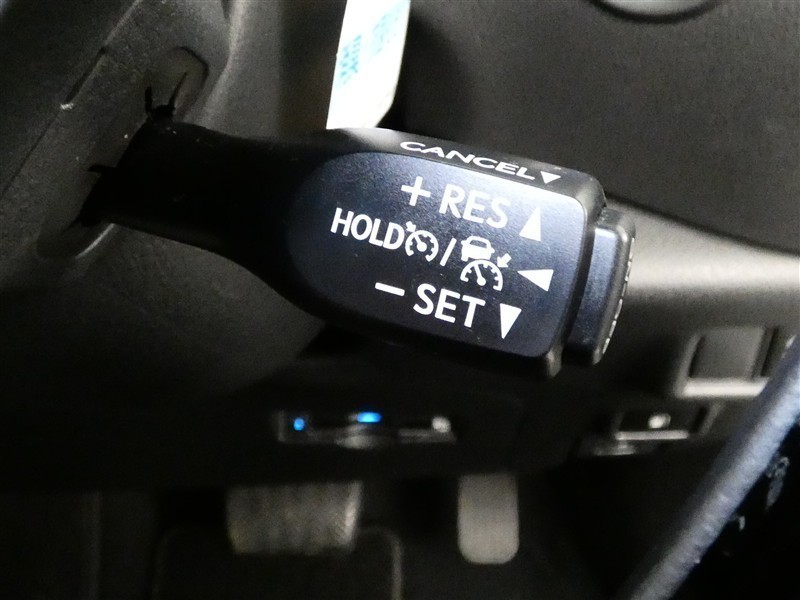 CANCEL▼
+ RES ▲
HOLD / ◀
− SET ▼